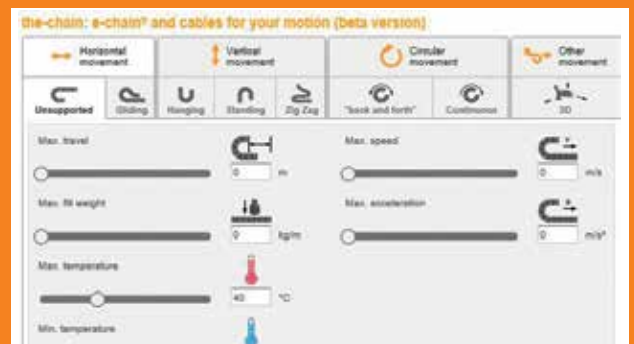 the-chain: e-chain® and cables for your motion (beta version)
Horizontal movement
Vertical movement
Circular movement
Other movement
Unsupported
Gliding
Hanging
Standing
Zig Zag
"back and forth"
Continuous
3D
Max. travel
0 m
Max. speed
0 m/s
Max. fill weight
0 kg/m
Max. acceleration
0 m/s²
Max. temperature
40 °C
Min. temperature